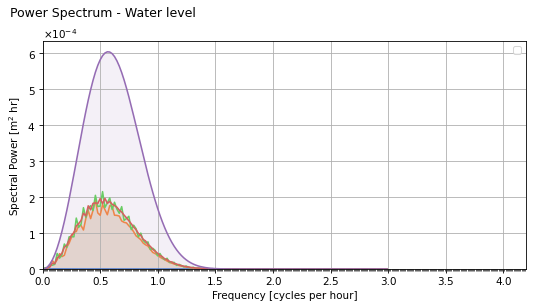 Power Spectrum - Water level
×10⁻⁴
6
5
4
3
2
1
0
Spectral Power [m² hr]
0.0 0.5 1.0 1.5 2.0 2.5 3.0 3.5 4.0
Frequency [cycles per hour]